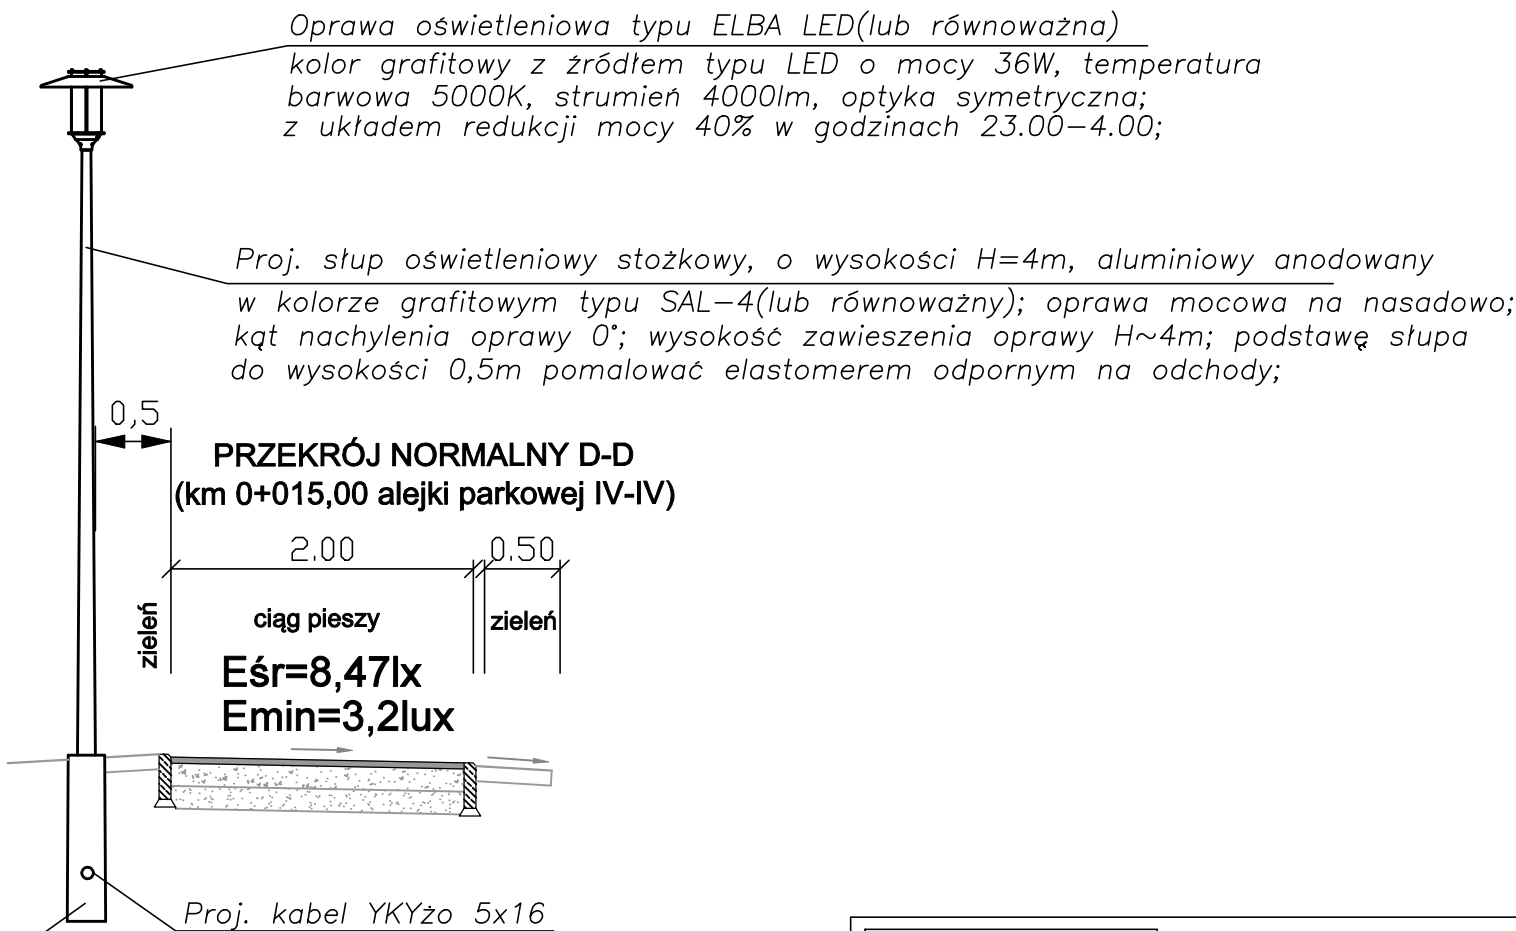 Oprawa oświetleniowa typu ELBA LED(lub równoważna)
kolor grafitowy z źródłem typu LED o mocy 36W, temperatura
barwowa 5000K, strumień 4000lm, optyka symetryczna;
z układem redukcji mocy 40% w godzinach 23.00–4.00;
Proj. słup oświetleniowy stożkowy, o wysokości H=4m, aluminiowy anodowany
w kolorze grafitowym typu SAL–4(lub równoważny); oprawa mocowa na nasadowo;
kąt nachylenia oprawy 0°; wysokość zawieszenia oprawy H~4m; podstawę słupa
do wysokości 0,5m pomalować elastomerem odpornym na odchody;
0,5
PRZEKRÓJ NORMALNY D-D
(km 0+015,00 alejki parkowej IV-IV)
2.00
0.50
zieleń
ciąg pieszy
zieleń
Eśr=8,47lx
Emin=3,2lux
Proj. kabel YKYżo 5x16